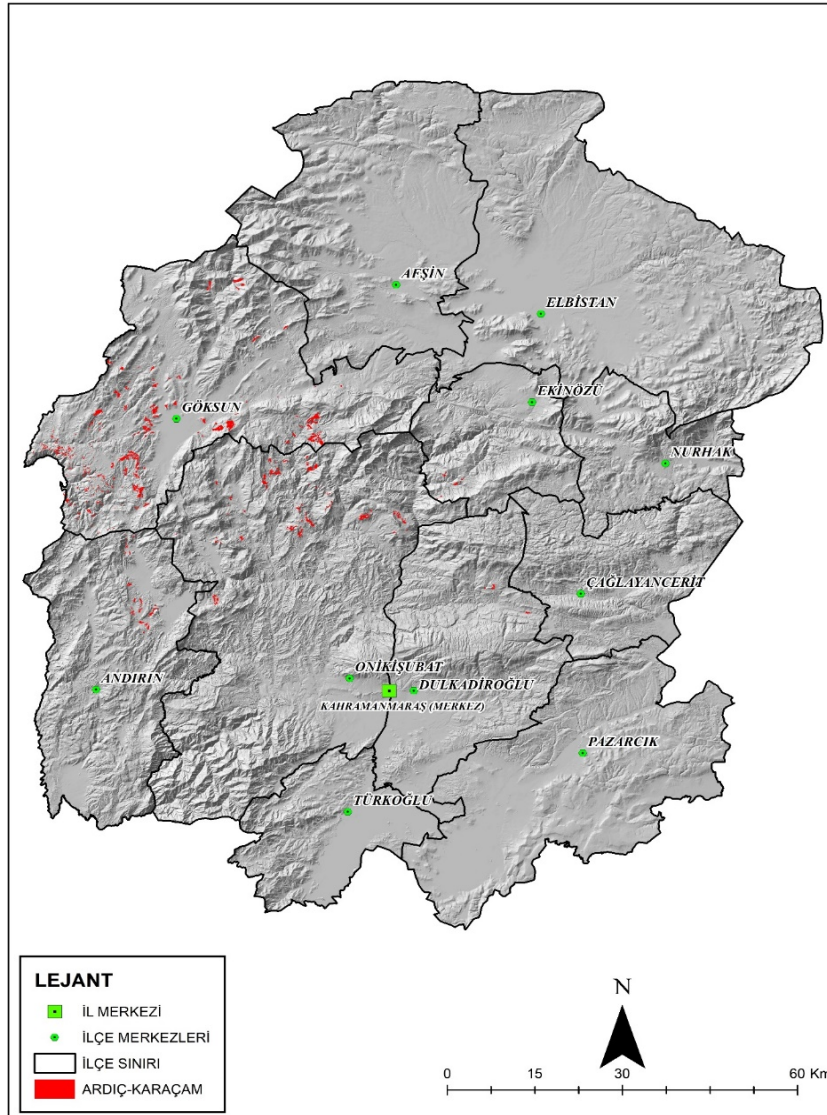 AFŞİN
ELBİSTAN
EKİNÖZÜ
GÖKSUN
NURHAK
ÇAĞLAYANCERİT
ONİKİŞUBAT
ANDIRIN
DULKADİROĞLU
KAHRAMANMARAŞ (MERKEZ)
PAZARCIK
TÜRKOĞLU
LEJANT
İL MERKEZİ
İLÇE MERKEZLERİ
İLÇE SINIRI
ARDIÇ-KARAÇAM
N
0 15 30 60 Km